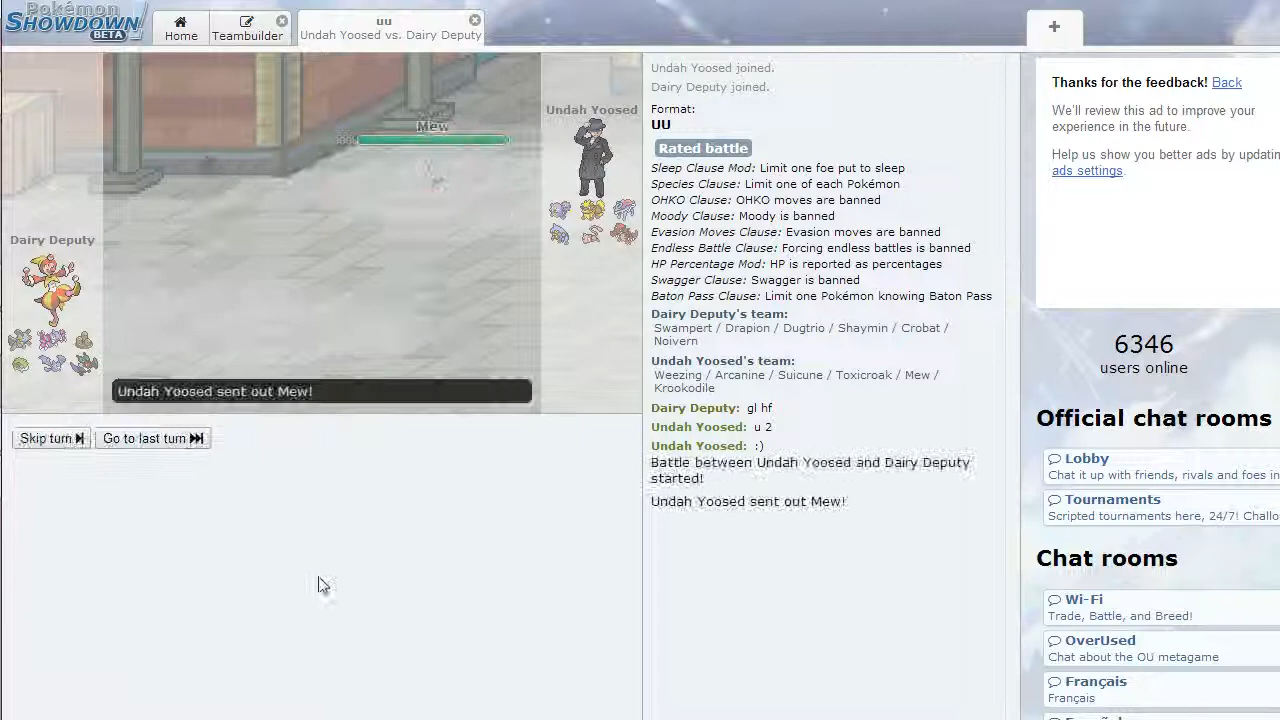 Pokémon
SHOWDOWN
BETA
Home
Teambuilder
uu
Undah Yoosed vs. Dairy Deputy
Undah Yoosed
Mew
Dairy Deputy
Undah Yoosed sent out Mew!
Skip turn
Go to last turn
Undah Yoosed joined.
Dairy Deputy joined.
Format:
UU
Rated battle
Sleep Clause Mod: Limit one foe put to sleep
Species Clause: Limit one of each Pokémon
OHKO Clause: OHKO moves are banned
Moody Clause: Moody is banned
Evasion Moves Clause: Evasion moves are banned
Endless Battle Clause: Forcing endless battles is banned
HP Percentage Mod: HP is reported as percentages
Swagger Clause: Swagger is banned
Baton Pass Clause: Limit one Pokémon knowing Baton Pass
Dairy Deputy's team:
Swampert / Drapion / Dugtrio / Shaymin / Crobat /
Noivern
Undah Yoosed's team:
Weezing / Arcanine / Suicune / Toxicroak / Mew /
Krookodile
Dairy Deputy: gl hf
Undah Yoosed: u 2
Undah Yoosed: :)
Battle between Undah Yoosed and Dairy Deputy
started!
Undah Yoosed sent out Mew!
+
Thanks for the feedback! Back
We'll review this ad to improve your
experience in the future.
Help us show you better ads by updatin
ads settings.
6346
users online
Official chat rooms
Lobby
Chat it up with friends, rivals and foes in
Tournaments
Scripted tournaments here, 24/7! Challo
Chat rooms
Wi-Fi
Trade, Battle, and Breed!
OverUsed
Chat about the OU metagame
Français
Français